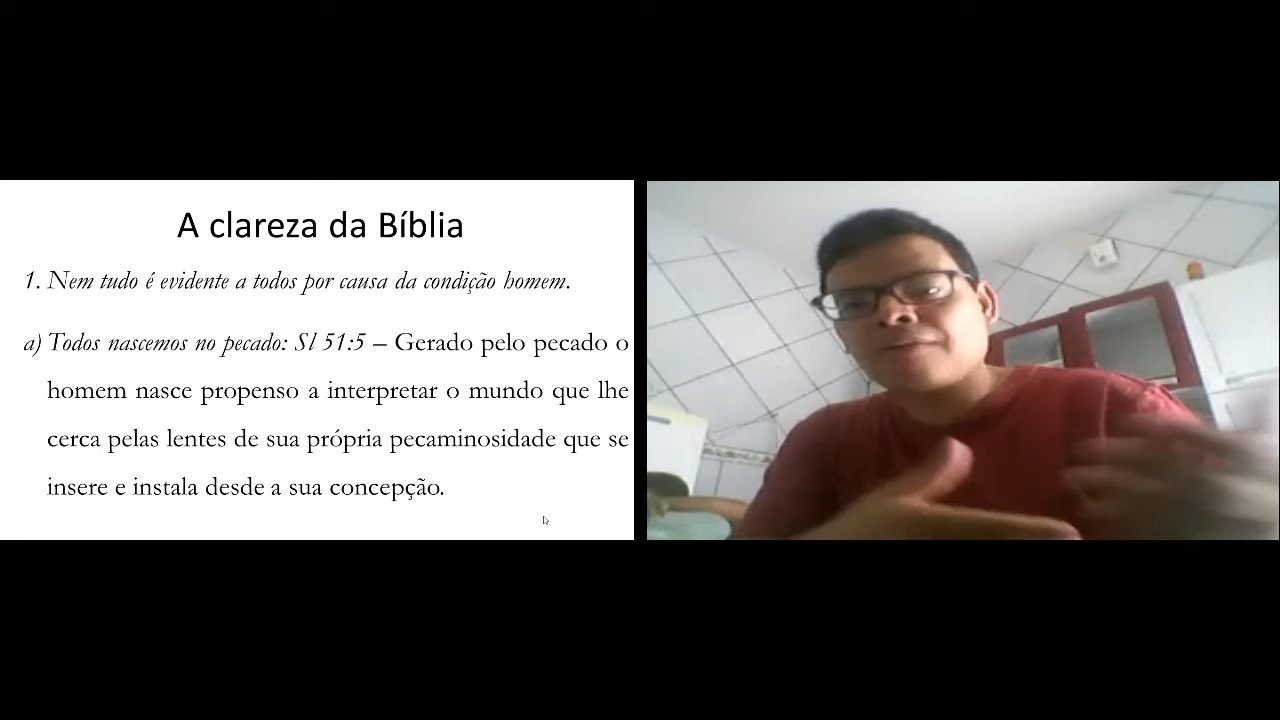 A clareza da Bíblia
1. Nem tudo é evidente a todos por causa da condição homem.
a) Todos nascemos no pecado: Sl 51:5 – Gerado pelo pecado o
homem nasce propenso a interpretar o mundo que lhe
cerca pelas lentes de sua própria pecaminosidade que se
insere e instala desde a sua concepção.